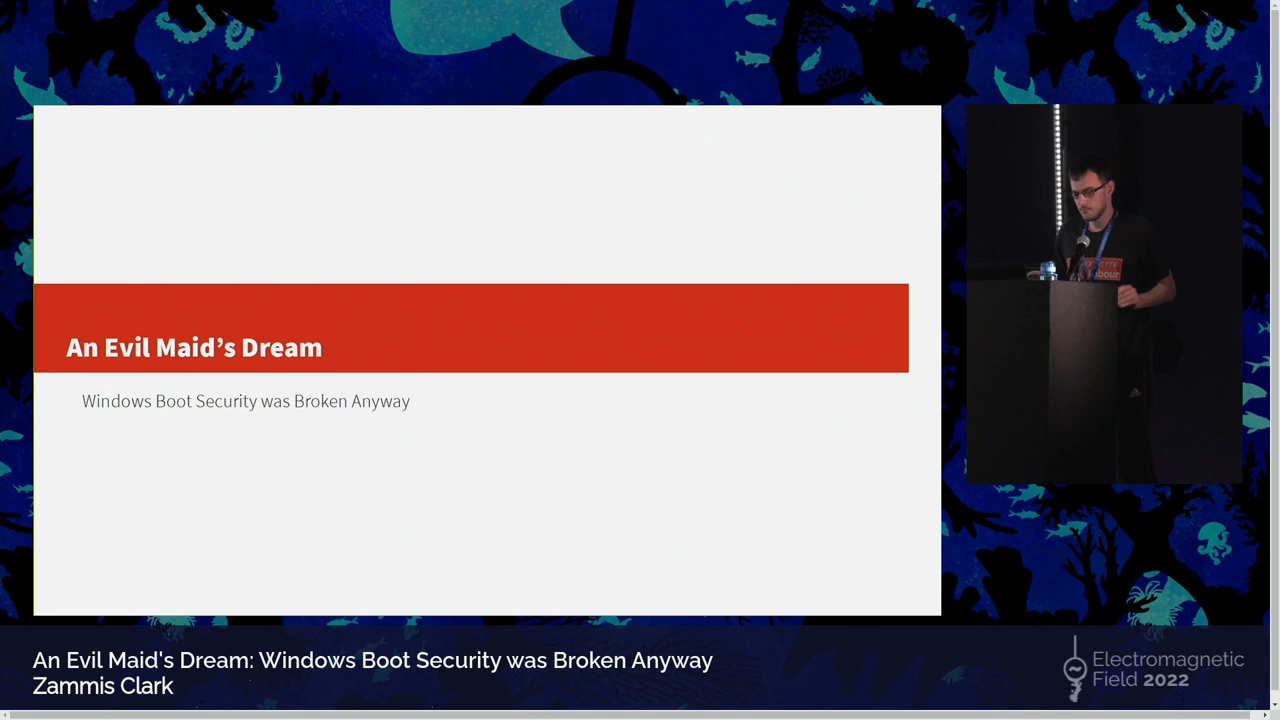 An Evil Maid’s Dream
Windows Boot Security was Broken Anyway
An Evil Maid's Dream: Windows Boot Security was Broken Anyway
Zammis Clark
Electromagnetic
Field 2022